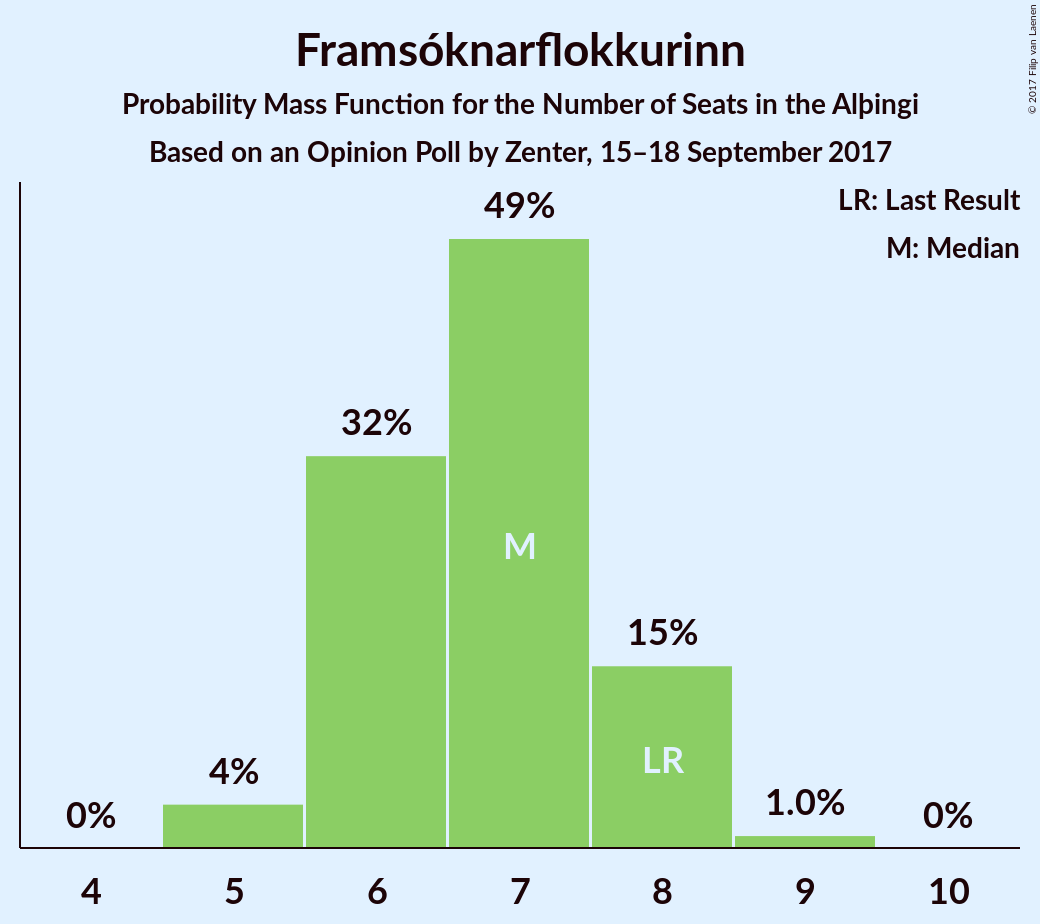 Framsóknarflokkurinn
Probability Mass Function for the Number of Seats in the Alþingi
Based on an Opinion Poll by Zenter, 15–18 September 2017
© 2017 Filip van Laenen
LR: Last Result
M: Median
49%
32%
M
15%
LR
4%
1.0%
0%
0%
4 5 6 7 8 9 10